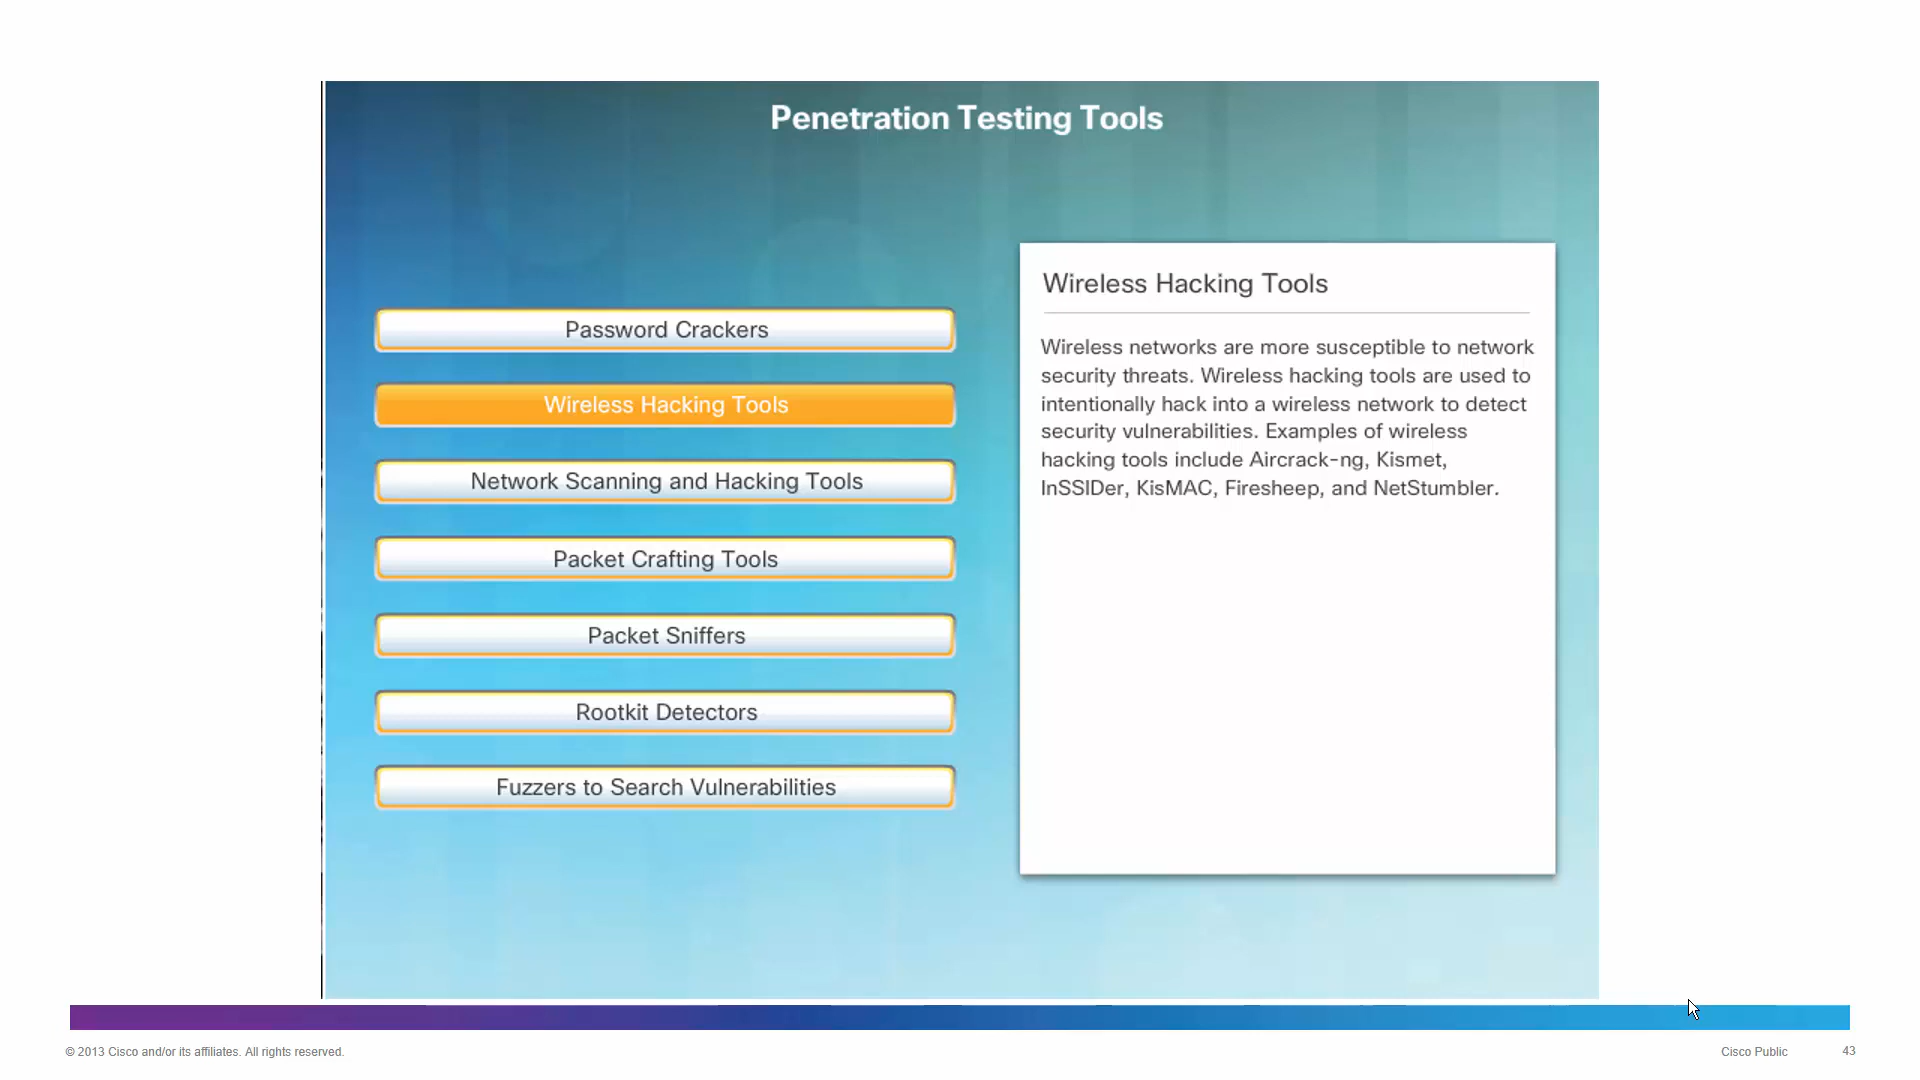 Penetration Testing Tools
Password Crackers
Wireless Hacking Tools
Network Scanning and Hacking Tools
Packet Crafting Tools
Packet Sniffers
Rootkit Detectors
Fuzzers to Search Vulnerabilities
Wireless Hacking Tools
Wireless networks are more susceptible to network
security threats. Wireless hacking tools are used to
intentionally hack into a wireless network to detect
security vulnerabilities. Examples of wireless
hacking tools include Aircrack-ng, Kismet,
InSSIDer, KisMAC, Firesheep, and NetStumbler.
© 2013 Cisco and/or its affiliates. All rights reserved.
Cisco Public
43